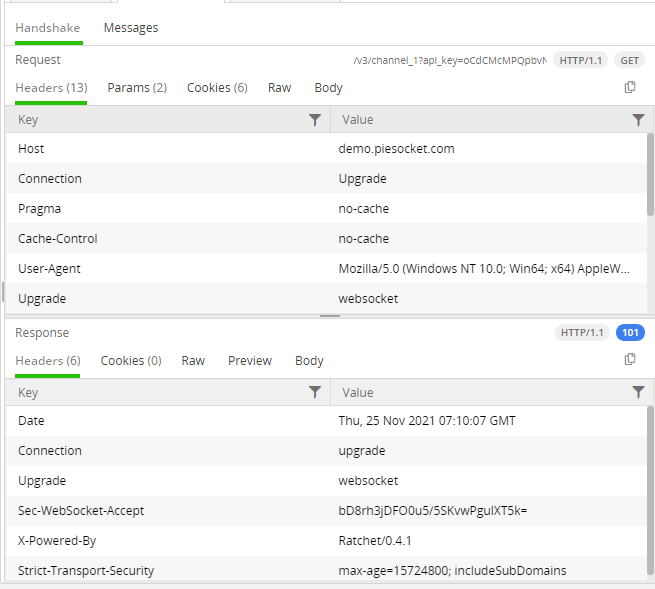 Handshake Messages
Request /v3/channel_1?api_key=oCdCMcMPQpbvN HTTP/1.1 GET
Headers (13) Params (2) Cookies (6) Raw Body
Key Value
Host demo.piesocket.com
Connection Upgrade
Pragma no-cache
Cache-Control no-cache
User-Agent Mozilla/5.0 (Windows NT 10.0; Win64; x64) AppleW...
Upgrade websocket
Response HTTP/1.1 101
Headers (6) Cookies (0) Raw Preview Body
Key Value
Date Thu, 25 Nov 2021 07:10:07 GMT
Connection upgrade
Upgrade websocket
Sec-WebSocket-Accept bD8rh3jDFO0u5/5SKvwPguIXT5k=
X-Powered-By Ratchet/0.4.1
Strict-Transport-Security max-age=15724800; includeSubDomains